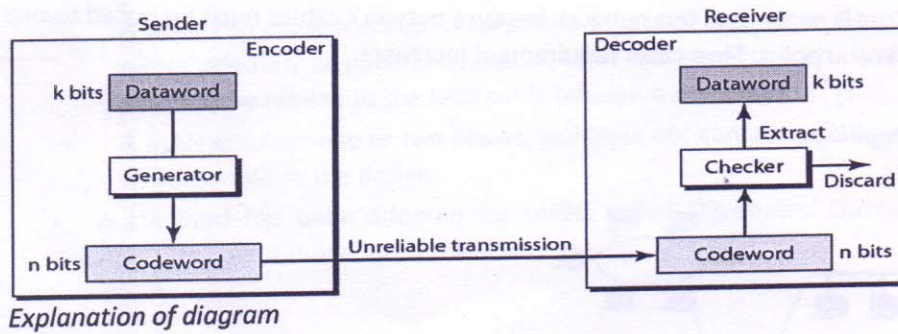 Sender
Receiver
Encoder
Decoder
k bits
Dataword
Dataword
k bits
Extract
Generator
Checker
Discard
Unreliable transmission
n bits
Codeword
Codeword
n bits
Explanation of diagram